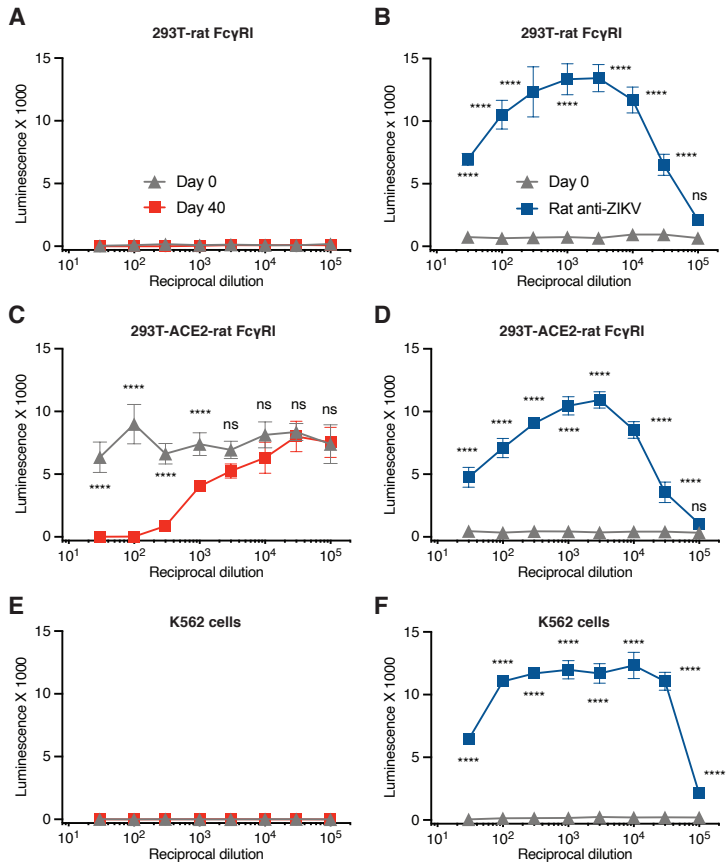 A
293T-rat FcγRI
Luminescence X 1000
15
10
5
0
Day 0
Day 40
10¹ 10² 10³ 10⁴ 10⁵
Reciprocal dilution
B
293T-rat FcγRI
Luminescence x 1000
15
10
5
0
**** **** **** **** **** **** ns
Day 0
Rat anti-ZIKV
10¹ 10² 10³ 10⁴ 10⁵
Reciprocal dilution
C
293T-ACE2-rat FcγRI
Luminescence X 1000
15
10
5
0
**** **** **** **** ns ns ns ns
10¹ 10² 10³ 10⁴ 10⁵
Reciprocal dilution
D
293T-ACE2-rat FcγRI
Luminescence X 1000
15
10
5
0
**** **** **** **** **** **** **** ns
10¹ 10² 10³ 10⁴ 10⁵
Reciprocal dilution
E
K562 cells
Luminescence X 1000
15
10
5
0
10¹ 10² 10³ 10⁴ 10⁵
Reciprocal dilution
F
K562 cells
Luminescence X 1000
15
10
5
0
**** **** **** **** **** **** **** ****
10¹ 10² 10³ 10⁴ 10⁵
Reciprocal dilution